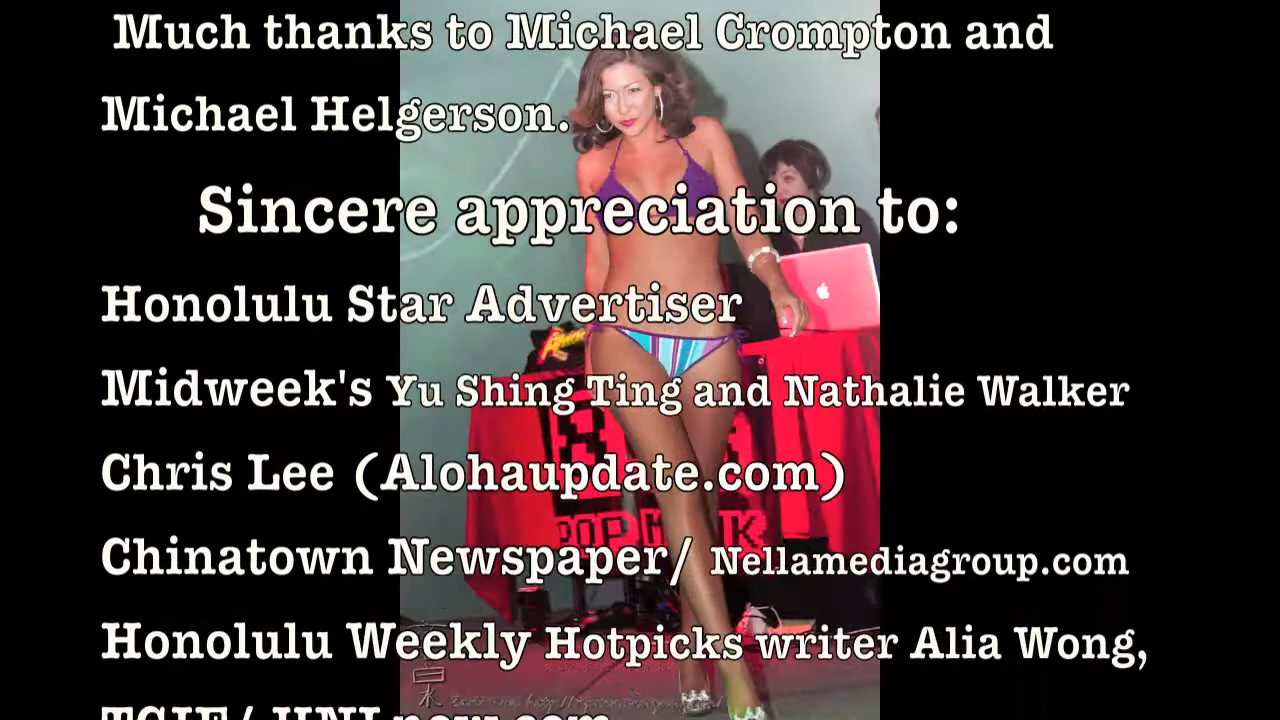 Much thanks to Michael Crompton and
Michael Helgerson.
Sincere appreciation to:
Honolulu Star Advertiser
Midweek's Yu Shing Ting and Nathalie Walker
Chris Lee (Alohaupdate.com)
Chinatown Newspaper/ Nellamediagroup.com
Honolulu Weekly Hotpicks writer Alia Wong,
POP